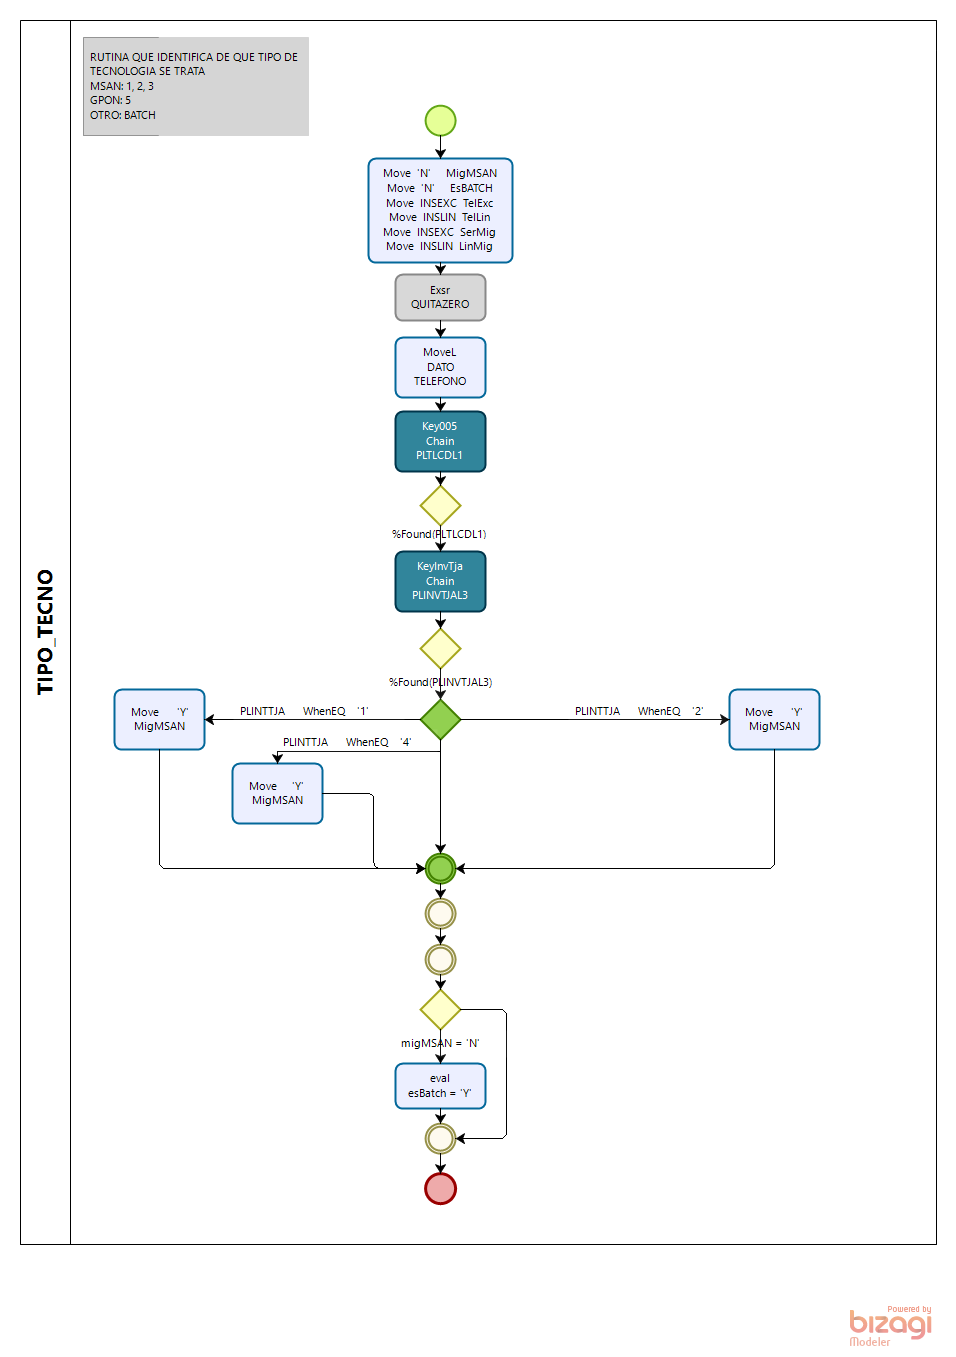 RUTINA QUE IDENTIFICA DE QUE TIPO DE
TECNOLOGIA SE TRATA
MSAN: 1, 2, 3
GPON: 5
OTRO: BATCH
TIPO_TECNO
Move 'N' MigMSAN
Move 'N' EsBATCH
Move INSEXC TelExc
Move INSLIN TelLin
Move INSEXC SerMig
Move INSLIN LinMig
Exsr
QUITAZERO
MoveL
DATO
TELEFONO
Key005
Chain
PLTLCDL1
%Found(PLTLCDL1)
KeyInvTja
Chain
PLINVTJAL3
%Found(PLINVTJAL3)
PLINTTJA WhenEQ '1'
PLINTTJA WhenEQ '2'
Move 'Y'
MigMSAN
Move 'Y'
MigMSAN
PLINTTJA WhenEQ '4'
Move 'Y'
MigMSAN
migMSAN = 'N'
eval
esBatch = 'Y'
Powered by
bizagi
Modeler